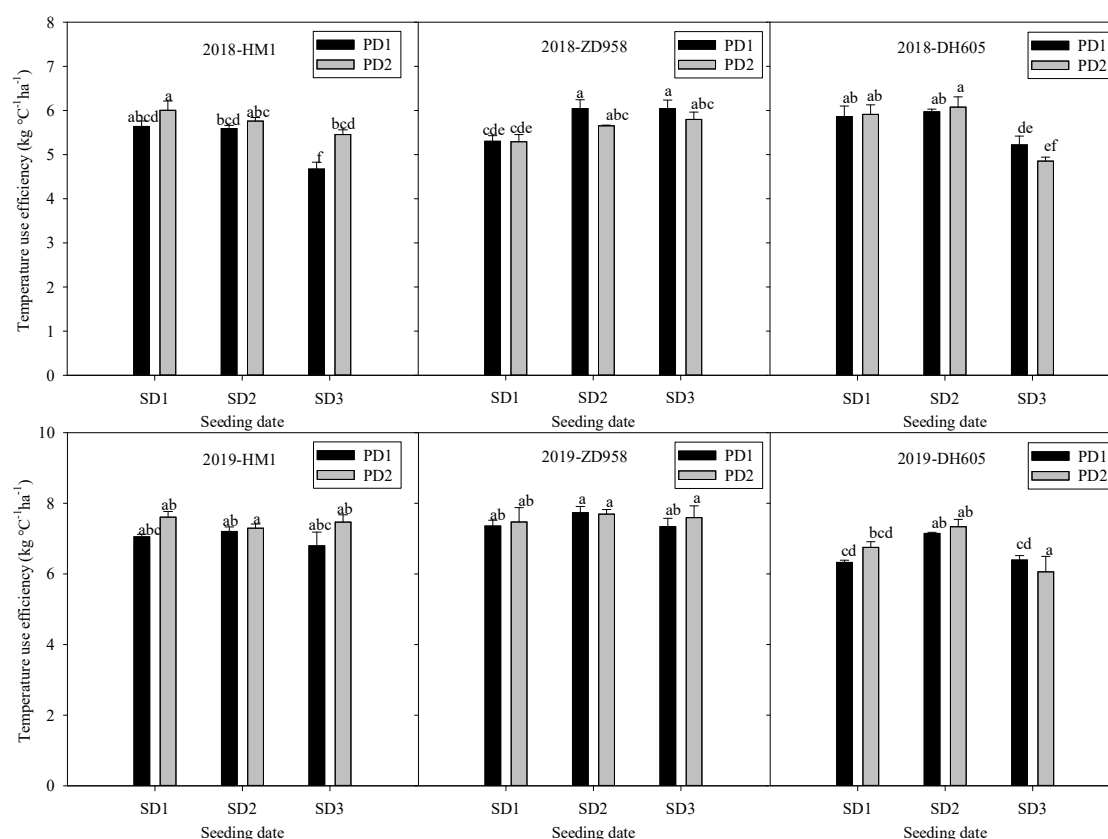 Temperature use efficiency (kg °C⁻¹ha⁻¹)
8
7
6
5
4
3
2
1
0
2018-HM1
PD1
PD2
abcd
a
bcd
abc
f
bcd
SD1 SD2 SD3
Seeding date
2018-ZD958
PD1
PD2
cde
cde
a
abc
a
abc
SD1 SD2 SD3
Seeding date
2018-DH605
PD1
PD2
ab
ab
ab
a
de
ef
SD1 SD2 SD3
Seeding date
Temperature use efficiency (kg °C⁻¹ha⁻¹)
10
8
6
4
2
0
2019-HM1
PD1
PD2
abc
ab
ab
a
abc
ab
SD1 SD2 SD3
Seeding date
2019-ZD958
PD1
PD2
ab
ab
a
a
ab
a
SD1 SD2 SD3
Seeding date
2019-DH605
PD1
PD2
cd
bcd
ab
ab
cd
a
SD1 SD2 SD3
Seeding date